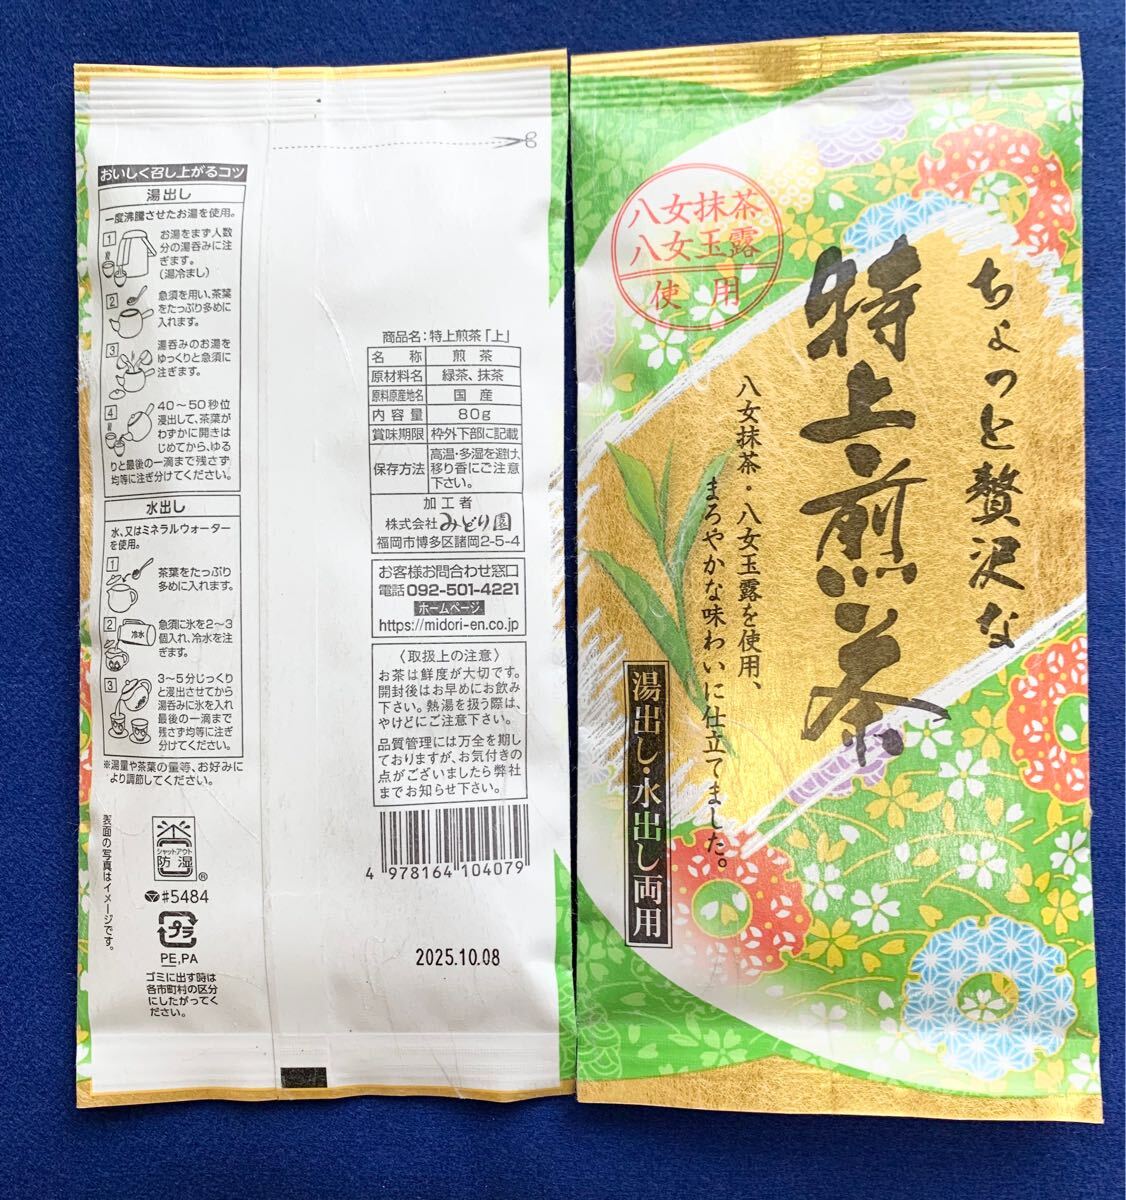 おいしく召し上がるコツ
湯出し
一度沸騰させたお湯を使用。
1
お湯をまず人数
分の湯呑みに注
ぎます。
(湯冷まし)
2
急須を用い、茶葉
をたっぷり多めに
入れます。
3
湯呑みのお湯を
ゆっくりと急須に
注ぎます。
4
40〜50秒位
浸出して、茶葉が
わずかに開きは
じめてから、ゆる
りと最後の一滴まで残さず
均等に注ぎ分けてください。
水出し
水、又はミネラルウォーター
を使用。
1
茶葉をたっぷり
多めに入れます。
2
冷水
急須に氷を2〜3
個入れ、冷水を注
ぎます。
3
3〜5分じっくり
と浸出させてから
湯呑みに氷を入れ
最後の一滴まで
残さず均等に注ぎ
分けてください。
※湯量や茶葉の量等、お好みに
より調節してください。
表面の写真はイメージです。
シャットアウト
防湿
®
#5484
プラ
PE,PA
ゴミに出す時は
各市町村の区分
にしたがってく
ださい。
商品名:特上煎茶「上」
名称 煎茶
原材料名 緑茶、抹茶
原料原産地名 国産
内容量 80g
賞味期限 枠外下部に記載
保存方法 高温・多湿を避け、
移り香にご注意
下さい。
加工者
株式会社みどり園
福岡市博多区諸岡2-5-4
お客様お問合わせ窓口
電話092-501-4221
ホームページ
https://midori-en.co.jp
〈取扱上の注意〉
お茶は鮮度が大切です。
開封後はお早めにお飲み
下さい。熱湯を扱う際は、
やけどにご注意下さい。
品質管理には万全を期し
ておりますが、お気付きの
点がございましたら弊社
までお知らせ下さい。
4 978164 104079
2025.10.08
八女抹茶
八女玉露
使用
ちょっと贅沢な
特上煎茶
八女抹茶・八女玉露を使用、
まろやかな味わいに仕立てました。
湯出し・水出し両用